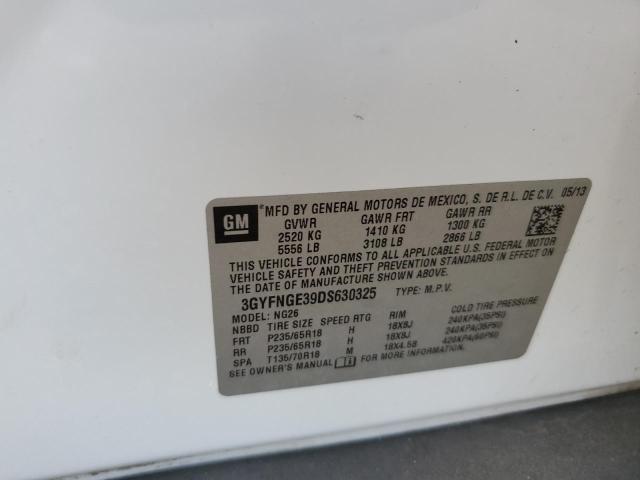 GM
*MFD BY GENERAL MOTORS DE MEXICO, S. DE R.L. DE C.V. 05/13
GVWR GAWR FRT GAWR RR
2520 KG 1410 KG 1300 KG
5556 LB 3108 LB 2866 LB
THIS VEHICLE CONFORMS TO ALL APPLICABLE U.S. FEDERAL MOTOR
VEHICLE SAFETY AND THEFT PREVENTION STANDARDS IN EFFECT ON
THE DATE OF MANUFACTURE SHOWN ABOVE.
3GYFNGE39DS630325 TYPE: M.P.V.
MODEL: NG26
NBBD TIRE SIZE SPEED RTG RIM COLD TIRE PRESSURE
FRT P235/65R18 H 18X8J 240KPA(35PSI)
RR P235/65R18 H 18X8J 240KPA(35PSI)
SPA T135/70R18 M 18X4.5B 420KPA(60PSI)
SEE OWNER'S MANUAL FOR MORE INFORMATION.